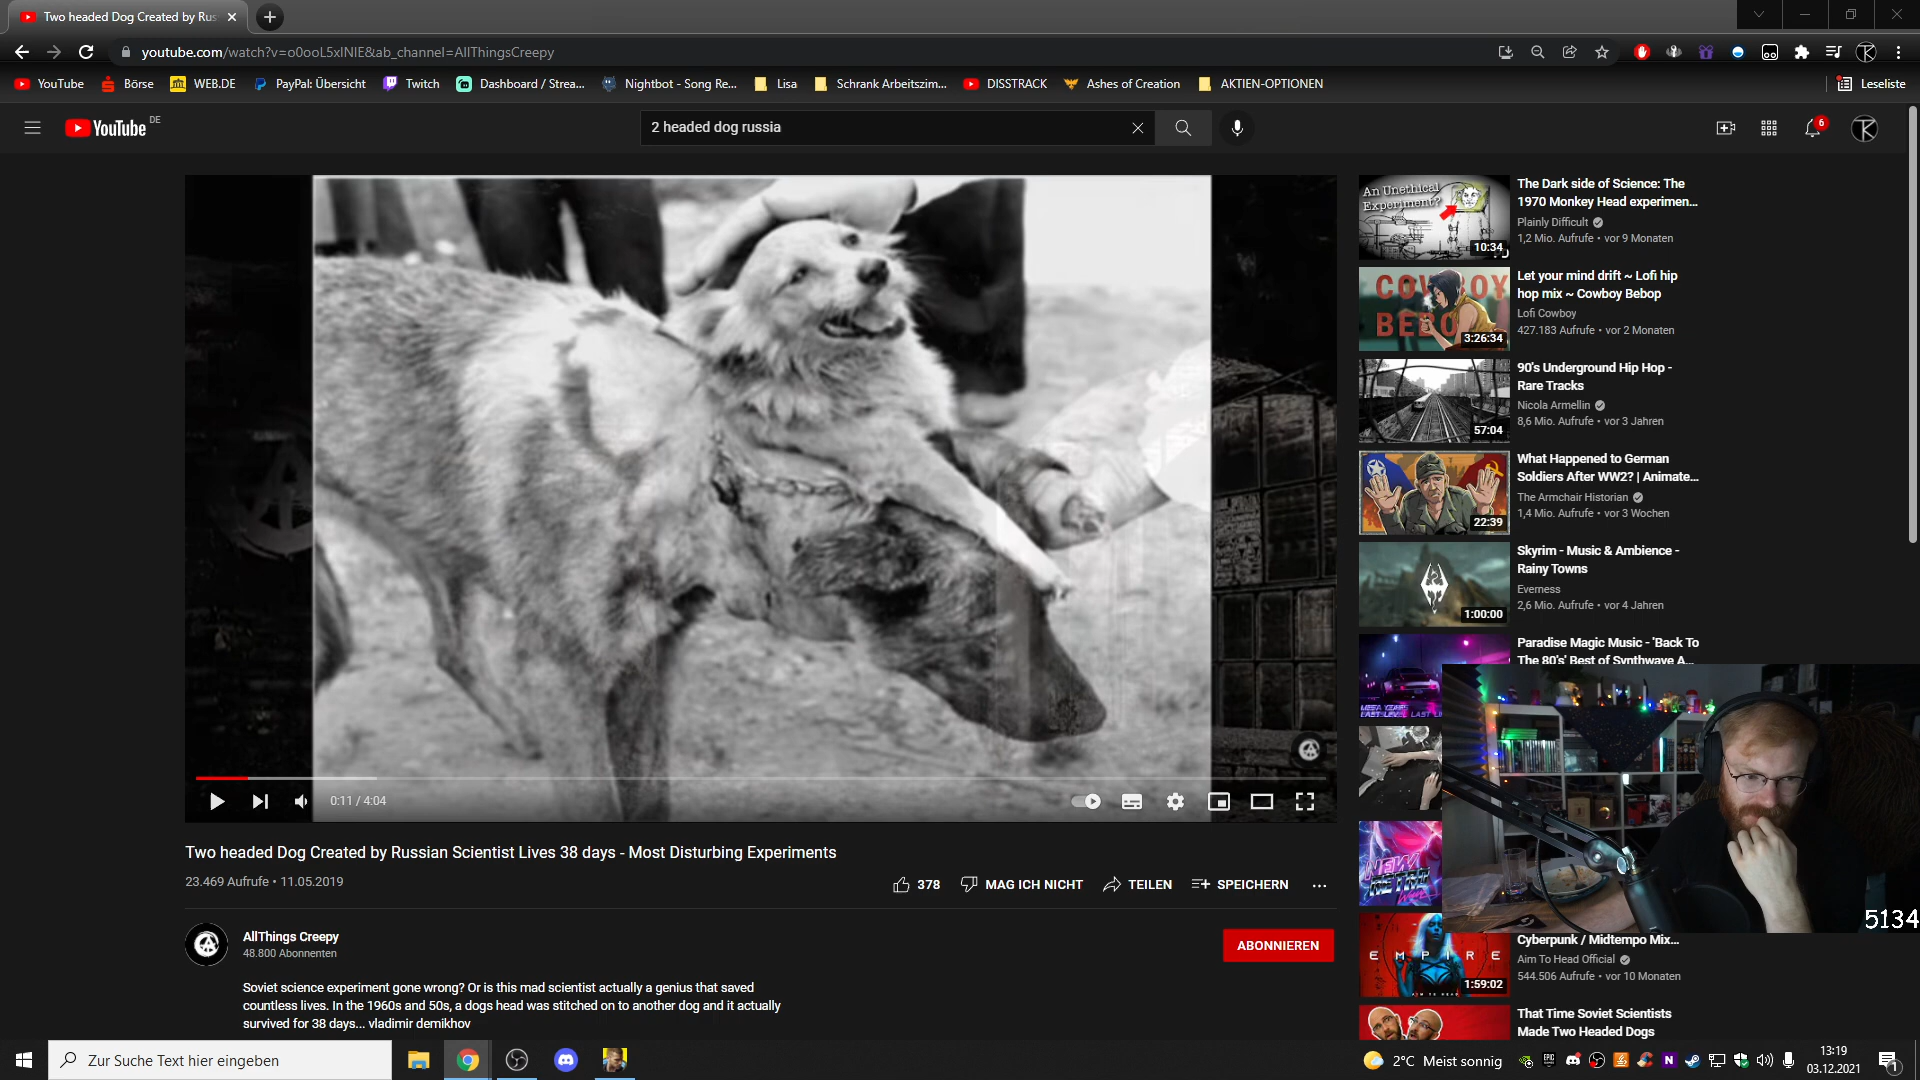 Two headed Dog Created by Rus
youtube.com/watch?v=o0ooL5xlNlE&ab_channel=AllThingsCreepy
YouTube
Börse
WEB.DE
PayPal: Übersicht
Twitch
Dashboard / Strea...
Nightbot - Song Re...
Lisa
Schrank Arbeitszim...
DISSTRACK
Ashes of Creation
AKTIEN-OPTIONEN
Leseliste
YouTube DE
2 headed dog russia
6
An Unethical
Experiment?
10:34
The Dark side of Science: The
1970 Monkey Head experimen...
Plainly Difficult
1,2 Mio. Aufrufe • vor 9 Monaten
COWBOY
BEBO
3:26:34
Let your mind drift ~ Lofi hip
hop mix ~ Cowboy Bebop
Lofi Cowboy
427.183 Aufrufe • vor 2 Monaten
57:04
90's Underground Hip Hop -
Rare Tracks
Nicola Armellin
8,6 Mio. Aufrufe • vor 3 Jahren
22:39
What Happened to German
Soldiers After WW2? | Animate...
The Armchair Historian
1,4 Mio. Aufrufe • vor 3 Wochen
1:00:00
Skyrim - Music & Ambience -
Rainy Towns
Everness
2,6 Mio. Aufrufe • vor 4 Jahren
Paradise Magic Music - 'Back To
The 80's' Best of Synthwave A...
0:11 / 4:04
Two headed Dog Created by Russian Scientist Lives 38 days - Most Disturbing Experiments
23.469 Aufrufe • 11.05.2019
378
MAG ICH NICHT
TEILEN
SPEICHERN
NEW
RETRO
5134
AllThings Creepy
48.800 Abonnenten
ABONNIEREN
Soviet science experiment gone wrong? Or is this mad scientist actually a genius that saved
countless lives. In the 1960s and 50s, a dogs head was stitched on to another dog and it actually
survived for 38 days... vladimir demikhov
EMPIRE
1:59:02
Cyberpunk / Midtempo Mix...
Aim To Head Official
544.506 Aufrufe • vor 10 Monaten
That Time Soviet Scientists
Made Two Headed Dogs
Zur Suche Text hier eingeben
2°C Meist sonnig
13:19
03.12.2021
1